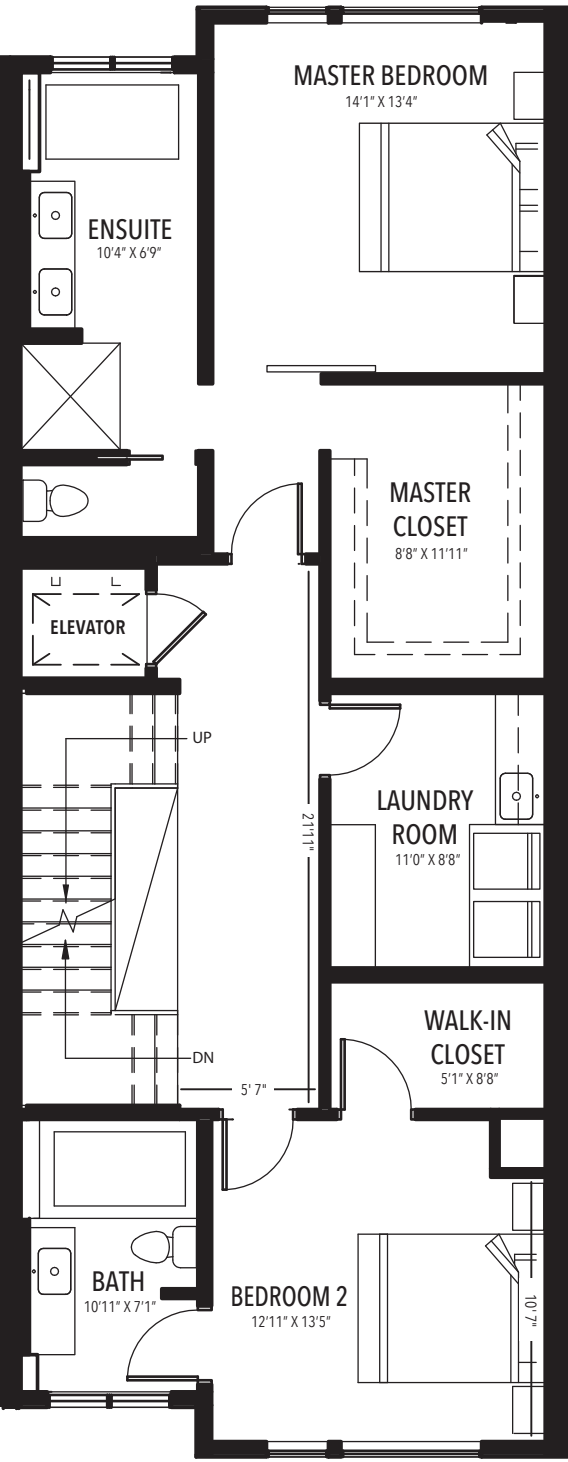 MASTER BEDROOM
14'1" X 13'4"
ENSUITE
10'4" X 6'9"
MASTER
CLOSET
8'8" X 11'11"
ELEVATOR
UP
21'11"
LAUNDRY
ROOM
11'0" X 8'8"
WALK-IN
CLOSET
5'1" X 8'8"
DN
5' 7"
BATH
10'11" X 7'1"
BEDROOM 2
12'11" X 13'5"
10' 7"